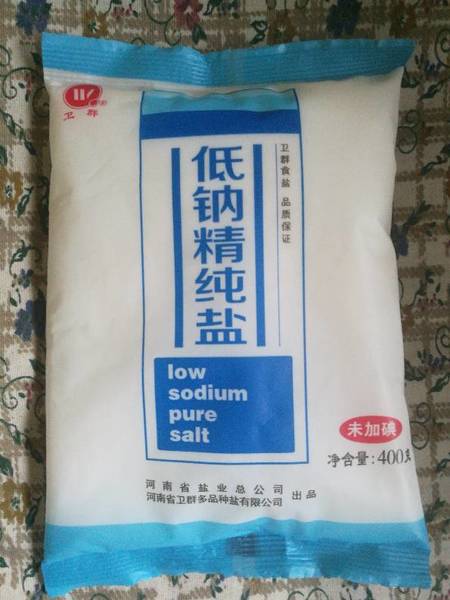 卫群
低钠精纯盐
卫群食盐 品质保证
low
sodium
pure
salt
未加碘
净含量:400克
河南省盐业总公司
河南省卫群多品种盐有限公司
出品